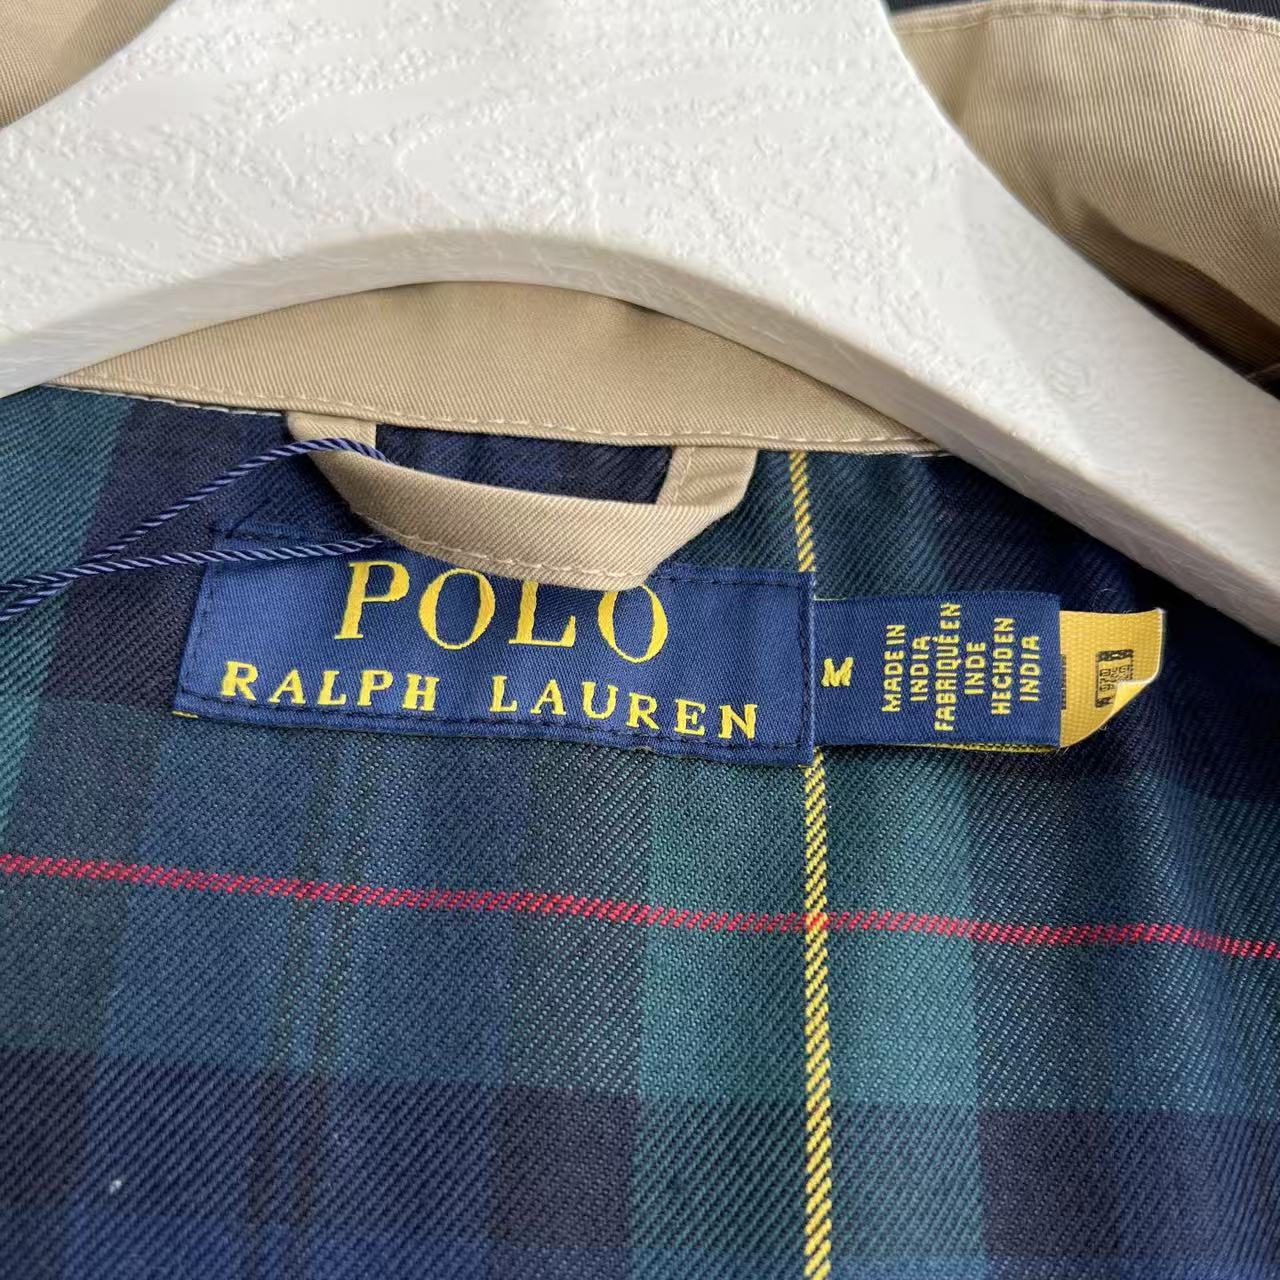 POLO
RALPH LAUREN
M
MADE IN
INDIA
FABRIQUÉ EN
INDE
HECHO EN
INDIA